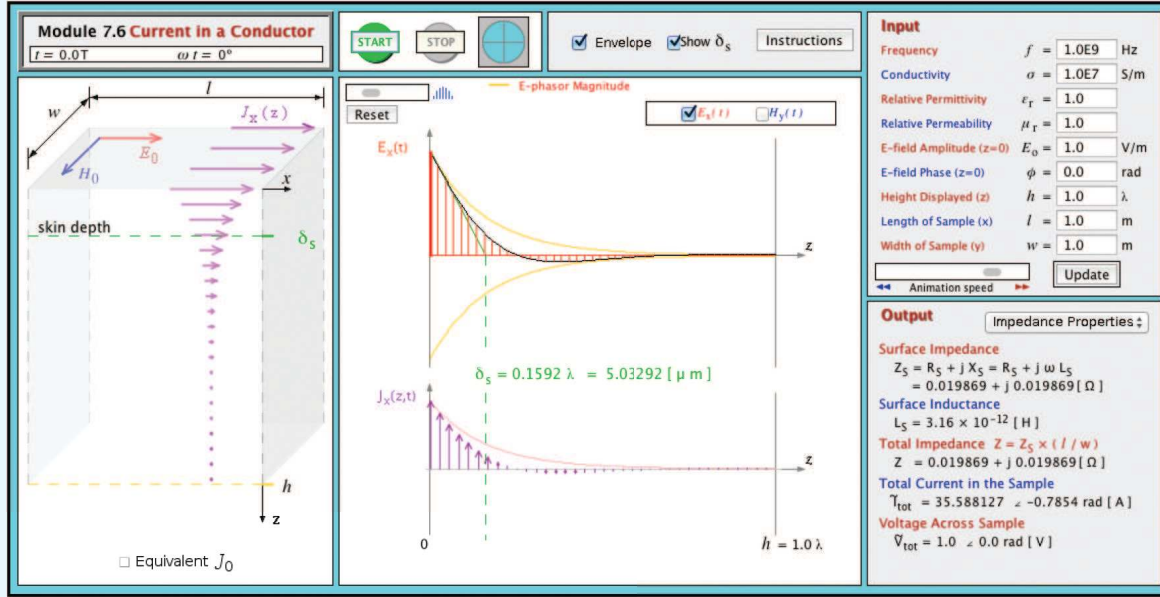 Module 7.6 Current in a Conductor
t = 0.0T ω t = 0°
START STOP
Envelope Show δs Instructions
l
w
Jx(z)
E0
H0
x
skin depth
δs
h
z
Equivalent J0
E-phasor Magnitude
Reset
Ex(t) Hy(t)
Ex(t)
z
δs = 0.1592 λ = 5.03292 [ μ m ]
Jx(z,t)
z
0 h = 1.0 λ
Input
Frequency f = 1.0E9 Hz
Conductivity σ = 1.0E7 S/m
Relative Permittivity εr = 1.0
Relative Permeability μr = 1.0
E-field Amplitude (z=0) Eo = 1.0 V/m
E-field Phase (z=0) ϕ = 0.0 rad
Height Displayed (z) h = 1.0 λ
Length of Sample (x) l = 1.0 m
Width of Sample (y) w = 1.0 m
Animation speed Update
Output Impedance Properties
Surface Impedance
ZS = RS + j XS = RS + j ω LS
= 0.019869 + j 0.019869 [ Ω ]
Surface Inductance
LS = 3.16 × 10⁻¹² [ H ]
Total Impedance Z = ZS × ( l / w )
Z = 0.019869 + j 0.019869 [ Ω ]
Total Current in the Sample
Ĩtot = 35.588127 ∠ -0.7854 rad [ A ]
Voltage Across Sample
Ṽtot = 1.0 ∠ 0.0 rad [ V ]